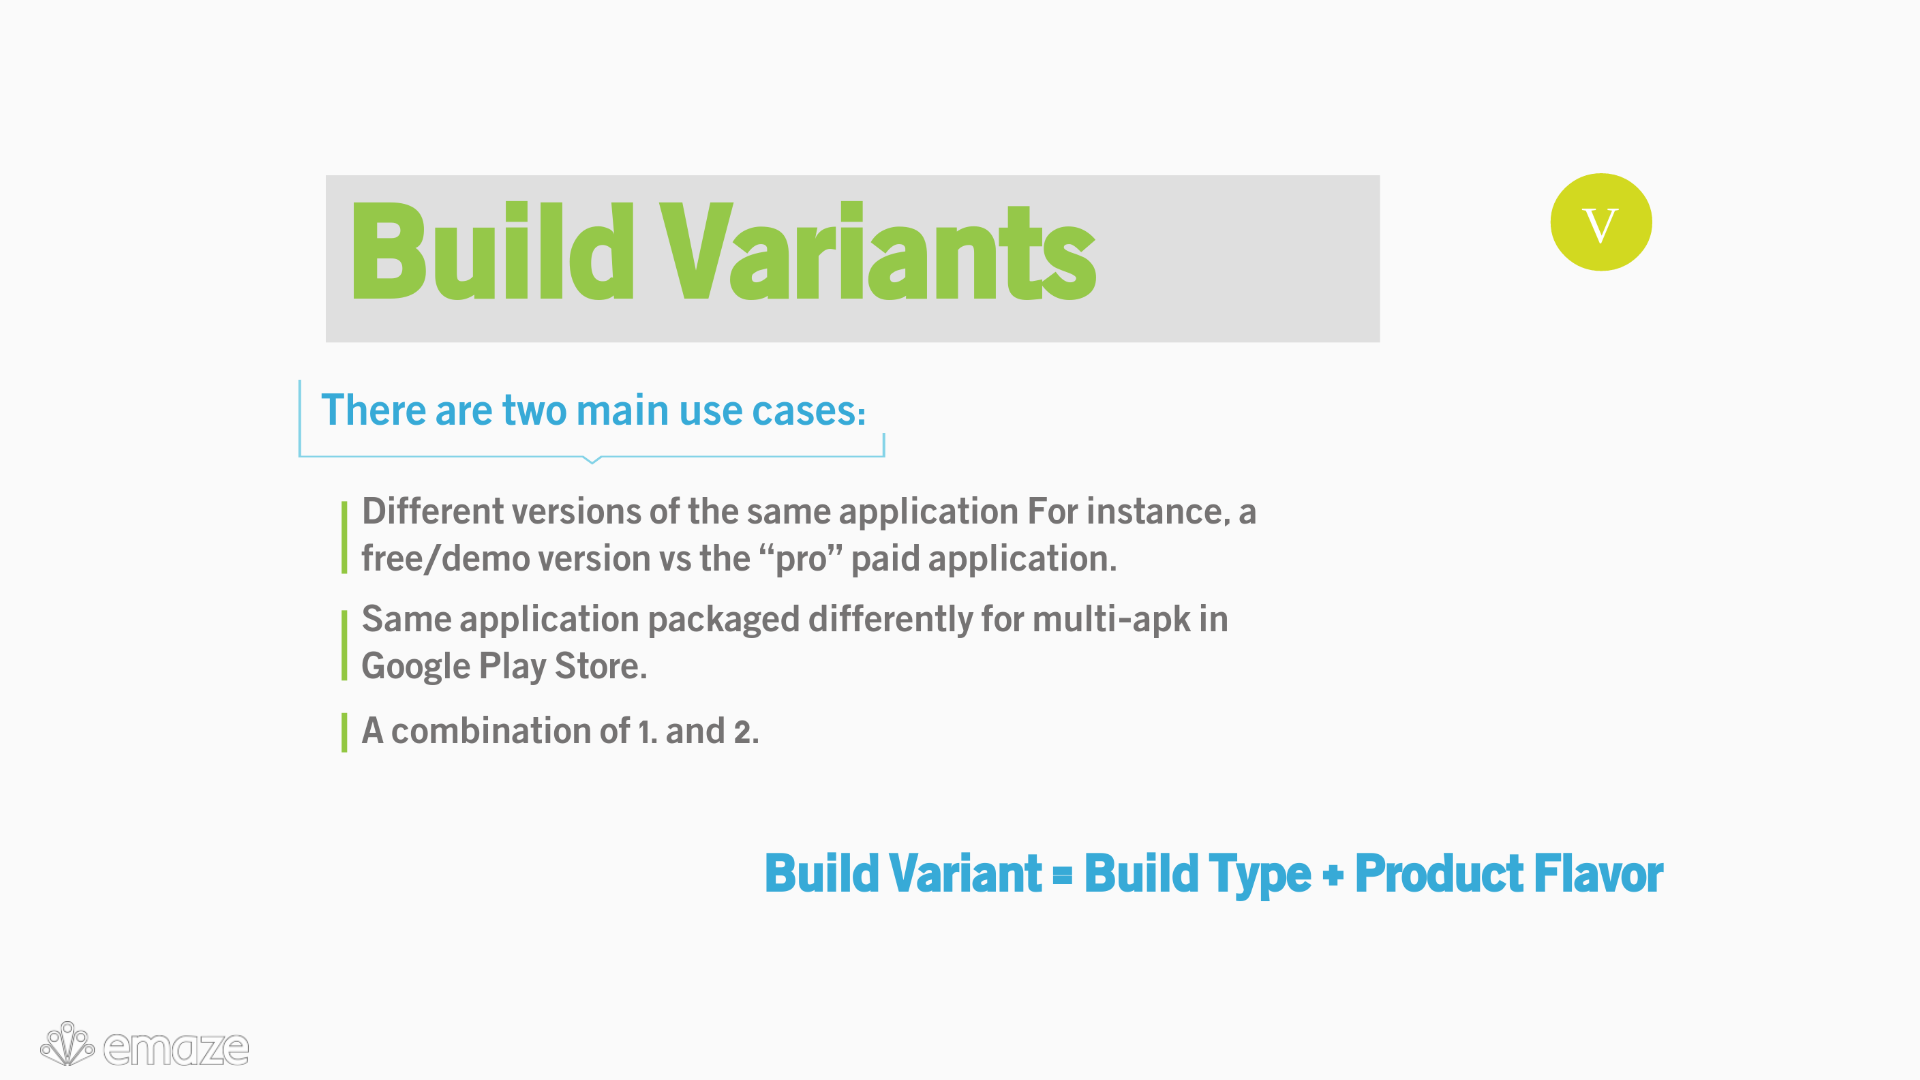 Build Variants
V
There are two main use cases:
Different versions of the same application For instance, a
free/demo version vs the “pro” paid application.
Same application packaged differently for multi-apk in
Google Play Store.
A combination of 1. and 2.
Build Variant = Build Type + Product Flavor
emaze